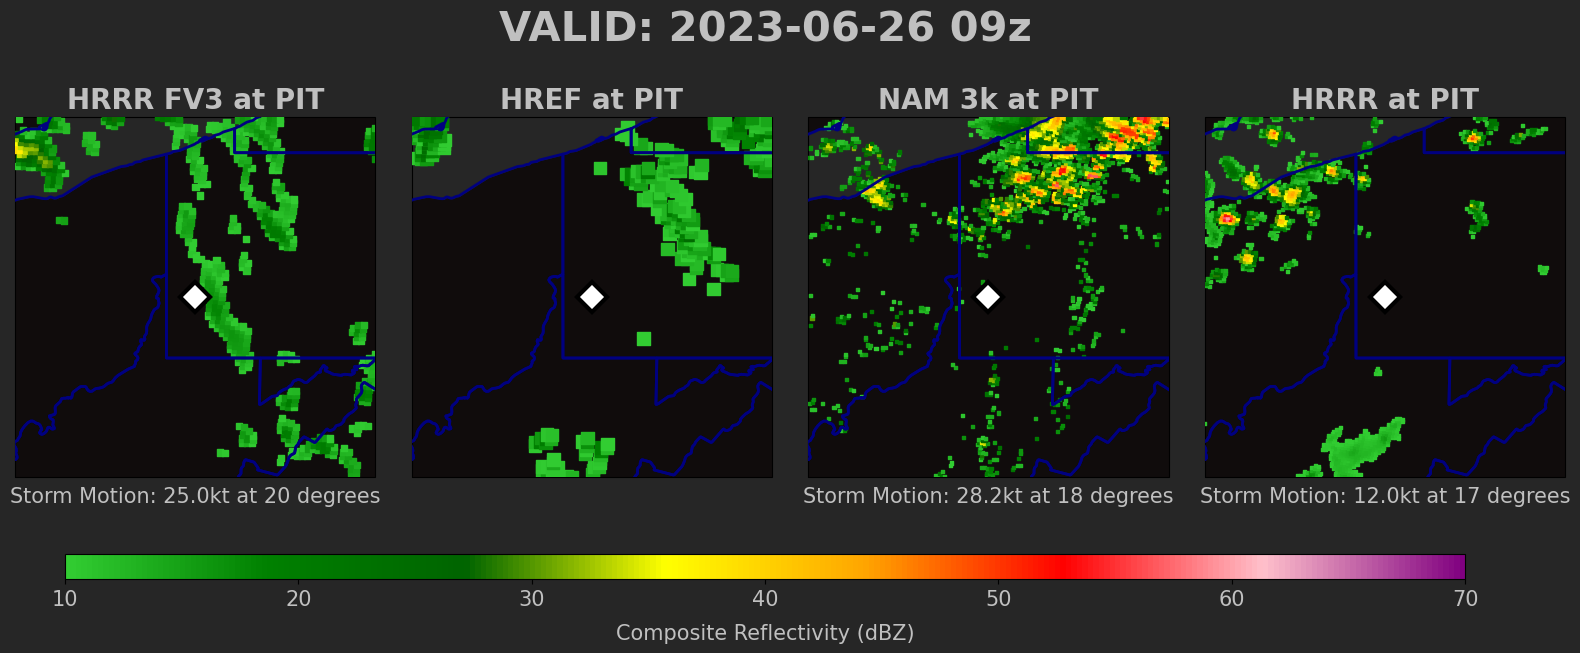 VALID: 2023-06-26 09z
HRRR FV3 at PIT
HREF at PIT
NAM 3k at PIT
HRRR at PIT
Storm Motion: 25.0kt at 20 degrees
Storm Motion: 28.2kt at 18 degrees
Storm Motion: 12.0kt at 17 degrees
10 20 30 40 50 60 70
Composite Reflectivity (dBZ)